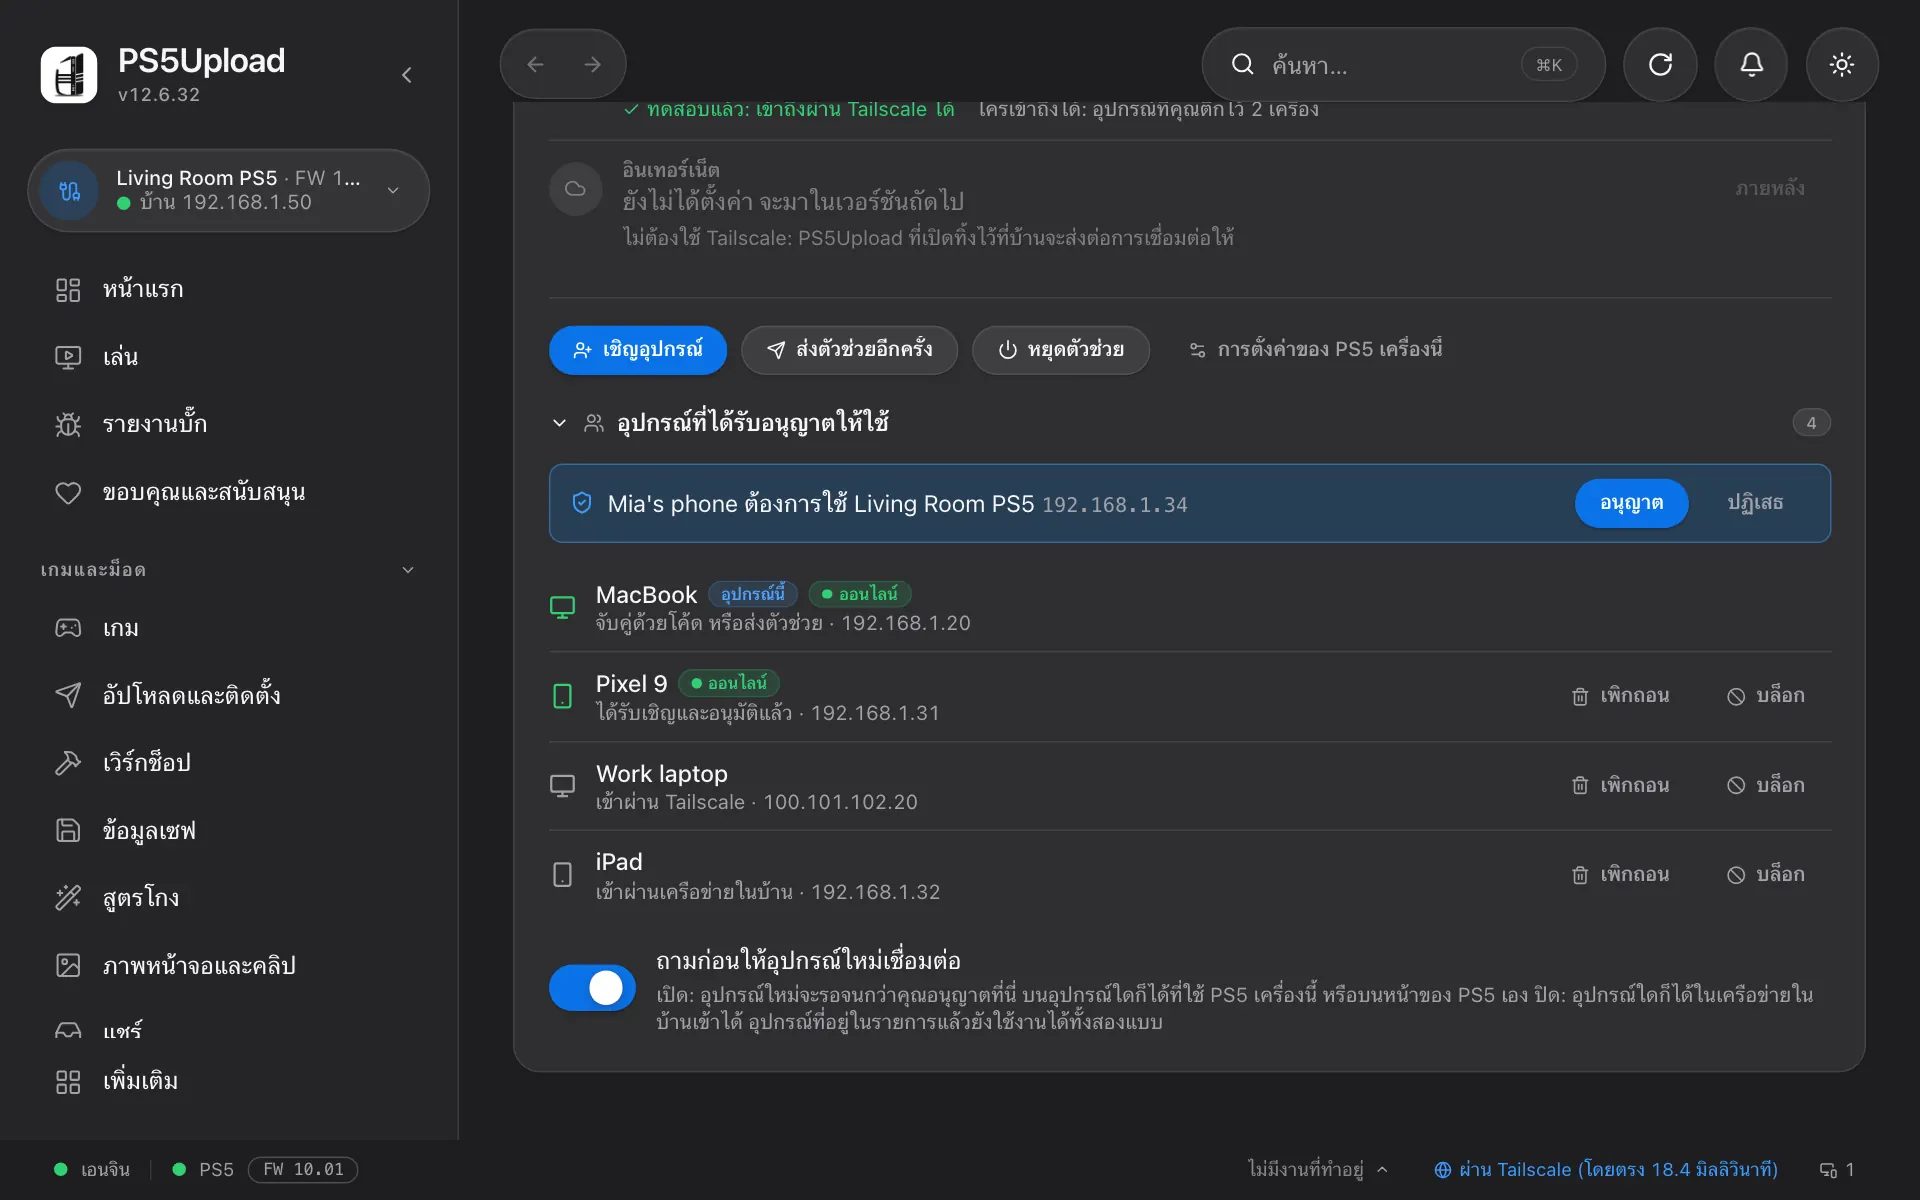 PS5Upload
v12.6.32
Living Room PS5 · FW 1...
บ้าน 192.168.1.50
หน้าแรก
เล่น
รายงานบั๊ก
ขอบคุณและสนับสนุน
เกมและม็อด
เกม
อัปโหลดและติดตั้ง
เวิร์กช็อป
ข้อมูลเซฟ
สูตรโกง
ภาพหน้าจอและคลิป
แชร์
เพิ่มเติม
ค้นหา...
⌘K
ทดสอบแล้ว: เข้าถึงผ่าน Tailscale ได้ ใครเข้าถึงได้: อุปกรณ์ที่คุณตั้งไว้ 2 เครื่อง
อินเทอร์เน็ต
ยังไม่ได้ตั้งค่า จะมาในเวอร์ชันถัดไป
ไม่ต้องใช้ Tailscale: PS5Upload ที่เปิดทิ้งไว้ที่บ้านจะส่งต่อการเชื่อมต่อให้
ภายหลัง
เชิญอุปกรณ์
ส่งตัวช่วยอีกครั้ง
หยุดตัวช่วย
การตั้งค่าของ PS5 เครื่องนี้
อุปกรณ์ที่ได้รับอนุญาตให้ใช้
4
Mia's phone ต้องการใช้ Living Room PS5 192.168.1.34
อนุญาต
ปฏิเสธ
MacBook อุปกรณ์นี้ ออนไลน์
จับคู่ด้วยโค้ด หรือส่งตัวช่วย · 192.168.1.20
Pixel 9 ออนไลน์
ได้รับเชิญและอนุมัติแล้ว · 192.168.1.31
เพิกถอน
บล็อก
Work laptop
เข้าผ่าน Tailscale · 100.101.102.20
เพิกถอน
บล็อก
iPad
เข้าผ่านเครือข่ายในบ้าน · 192.168.1.32
เพิกถอน
บล็อก
ถามก่อนให้อุปกรณ์ใหม่เชื่อมต่อ
เปิด: อุปกรณ์ใหม่จะรอจนกว่าคุณอนุญาตที่นี่ บนอุปกรณ์ใดก็ได้ที่ใช้ PS5 เครื่องนี้ หรือบนหน้าของ PS5 เอง ปิด: อุปกรณ์ใดก็ได้ในเครือข่ายใน
บ้านเข้าได้ อุปกรณ์ที่อยู่ในรายการแล้วยังใช้งานได้ทั้งสองแบบ
เอนจิน
PS5
FW 10.01
ไม่มีงานที่ทำอยู่
ผ่าน Tailscale (โดยตรง 18.4 มิลลิวินาที)
1